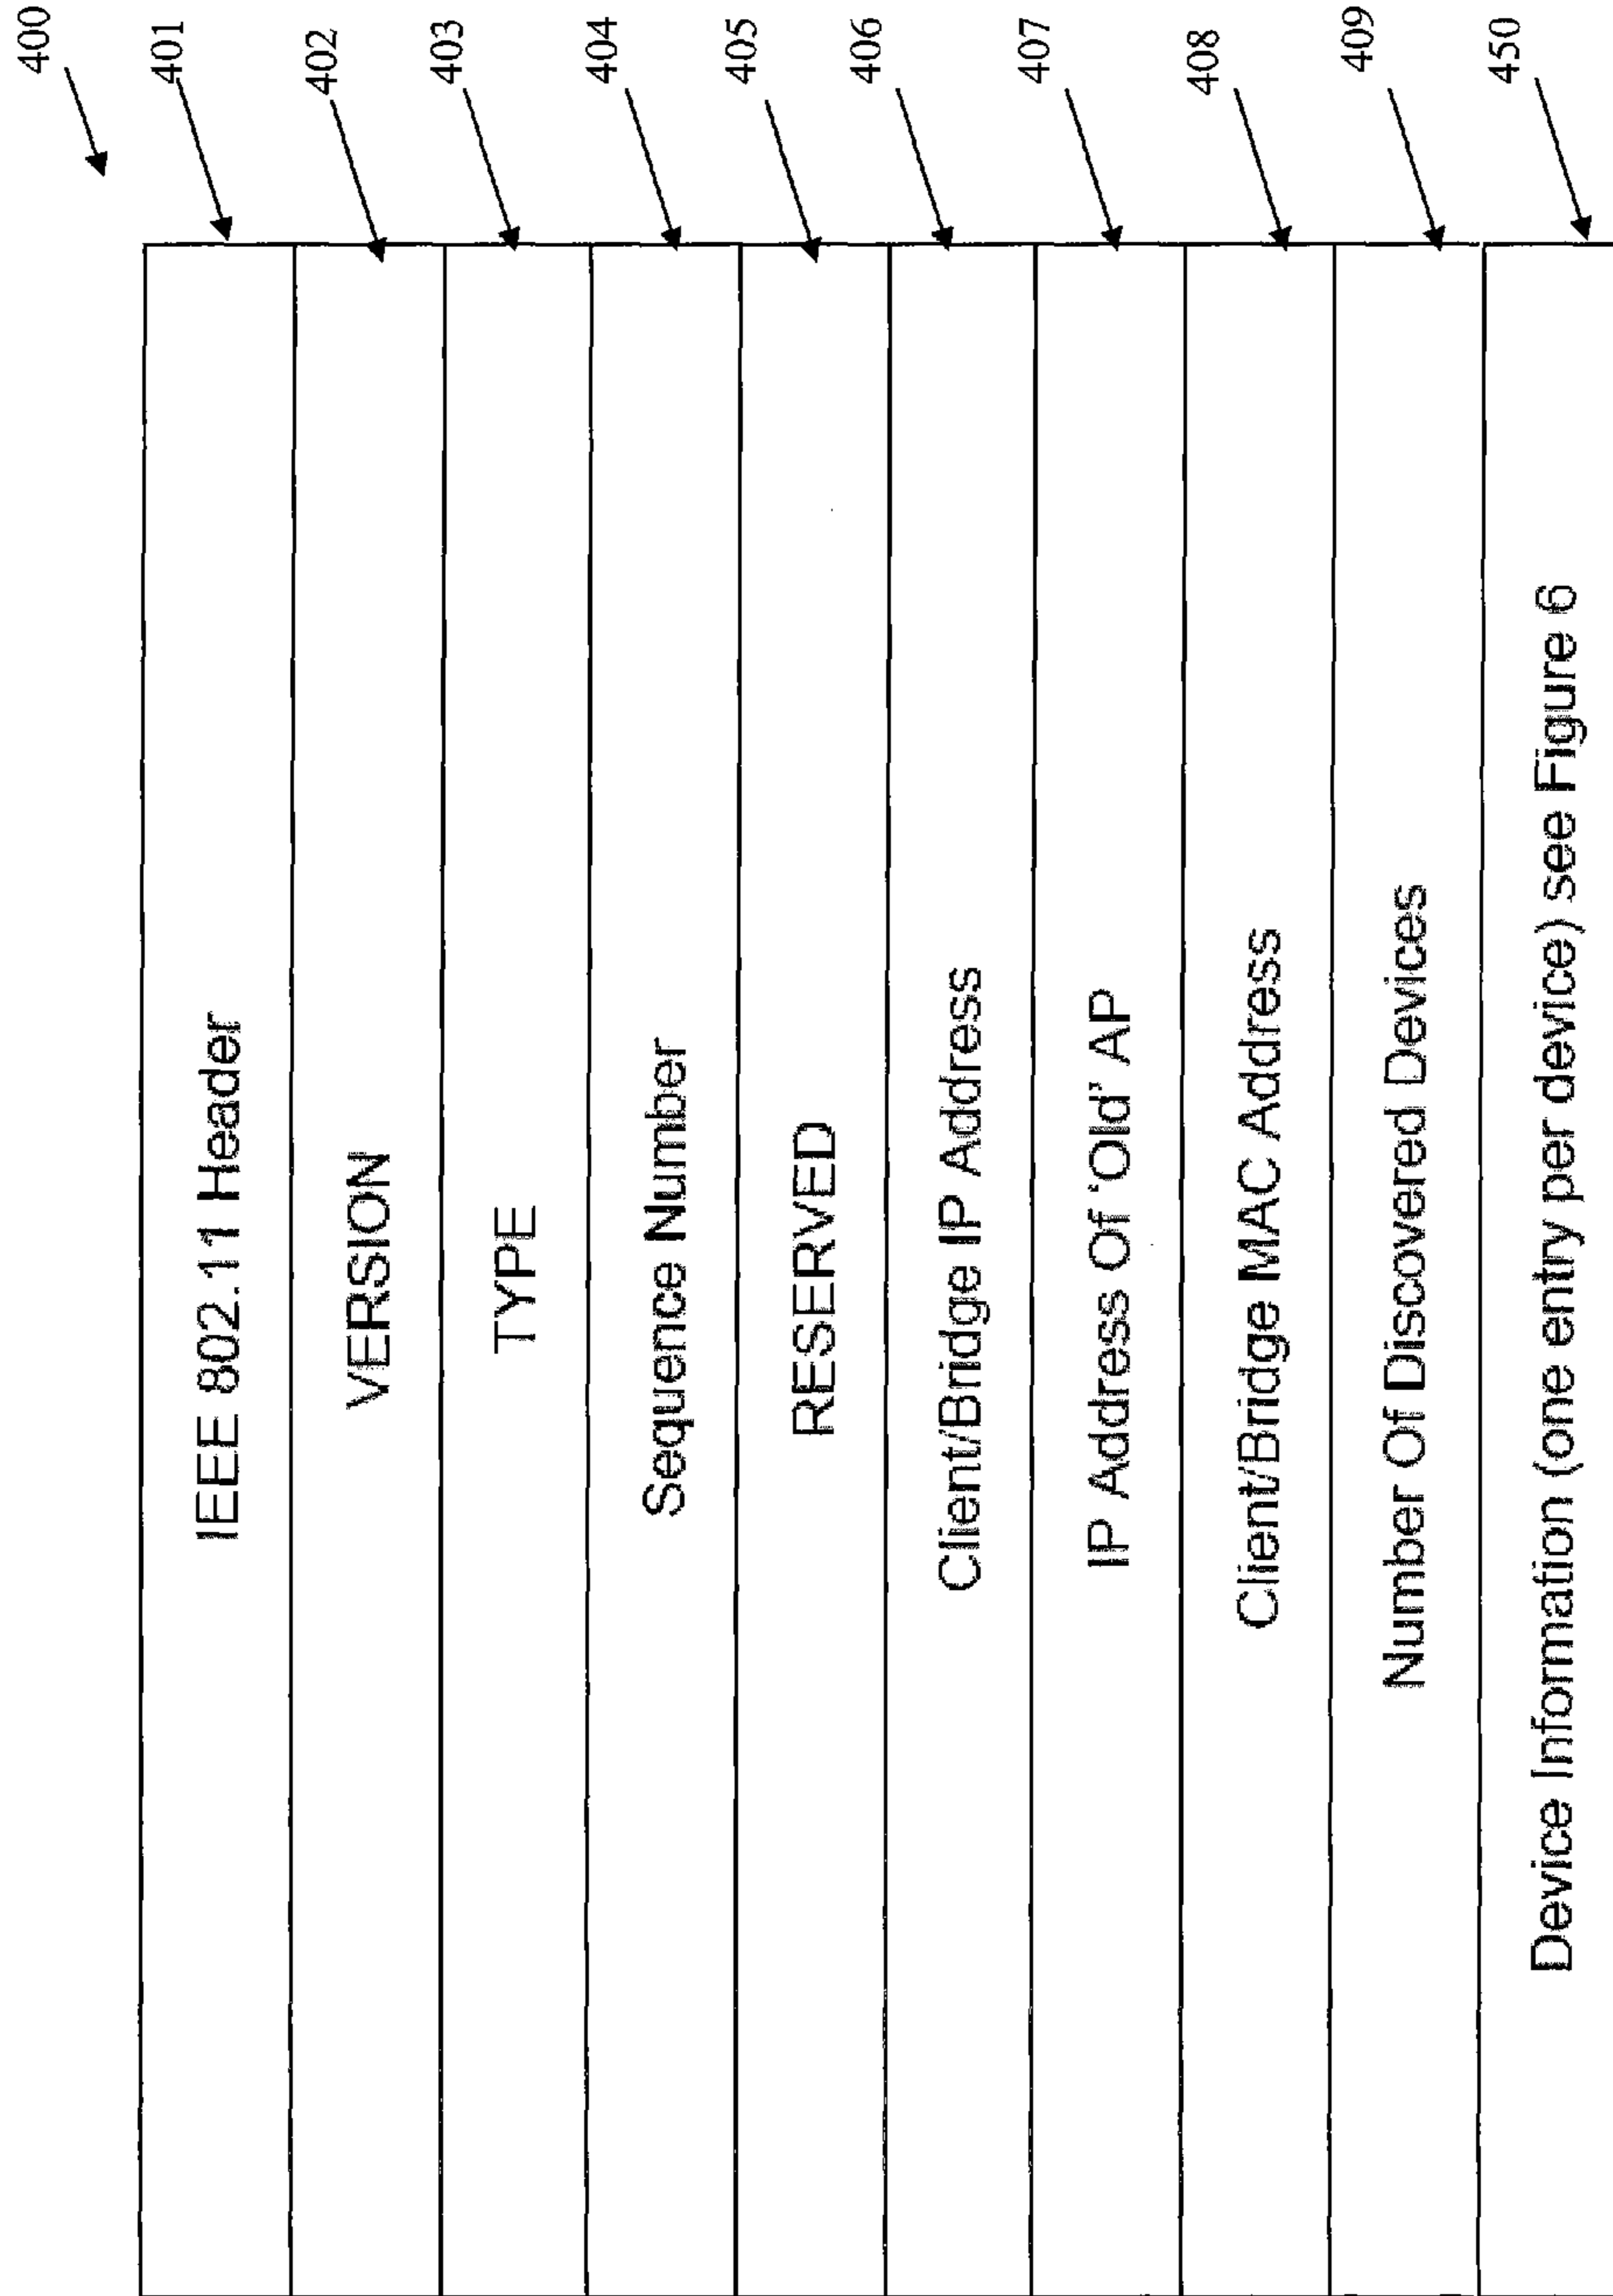 400
IEEE 802.11 Header 401
VERSION 402
TYPE 403
Sequence Number 404
RESERVED 405
Client/Bridge IP Address 406
IP Address Of 'Old' AP 407
Client/Bridge MAC Address 408
Number Of Discovered Devices 409
Device Information (one entry per device) see Figure 6 450